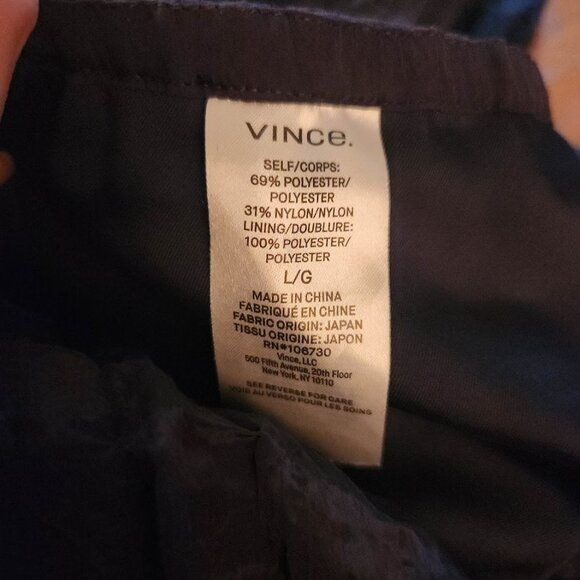 VINCE.
SELF/CORPS:
69% POLYESTER/
POLYESTER
31% NYLON/NYLON
LINING/DOUBLURE:
100% POLYESTER/
POLYESTER
L/G
MADE IN CHINA
FABRIQUÉ EN CHINE
FABRIC ORIGIN: JAPAN
TISSU ORIGINE: JAPON
RN#106730
Vince, LLC
500 Fifth Avenue, 20th Floor
New York, NY 10110
SEE REVERSE FOR CARE
VOIR AU VERSO POUR LES SOINS